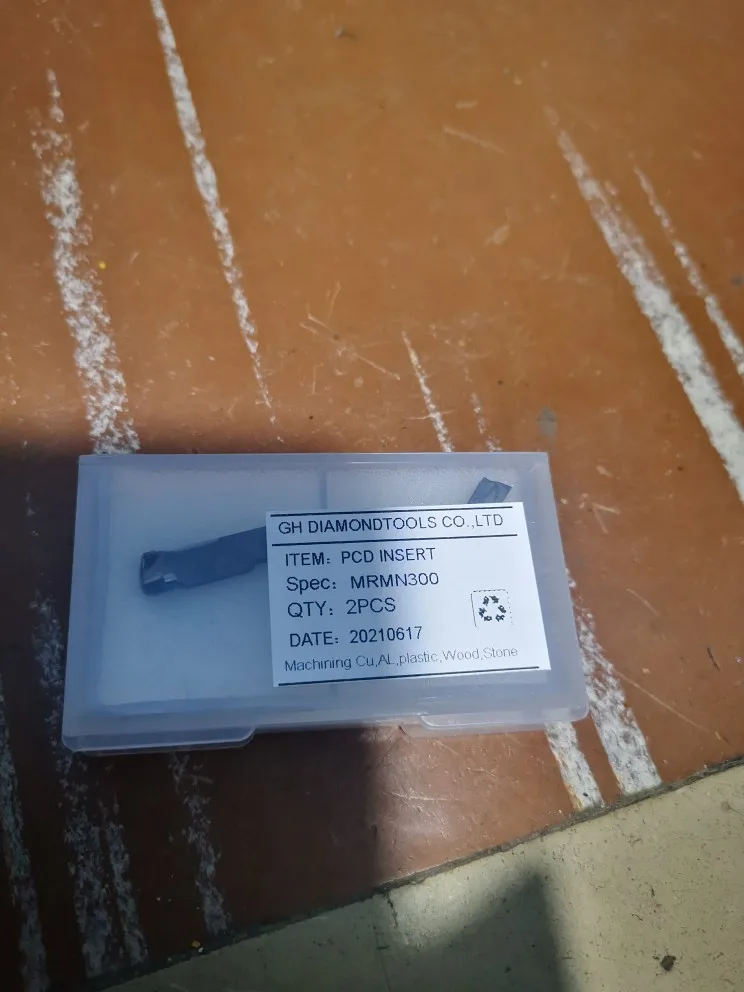 GH DIAMONDTOOLS CO.,LTD
ITEM: PCD INSERT
Spec: MRMN300
QTY: 2PCS
DATE: 20210617
Machining Cu,AL,plastic,Wood,Stone